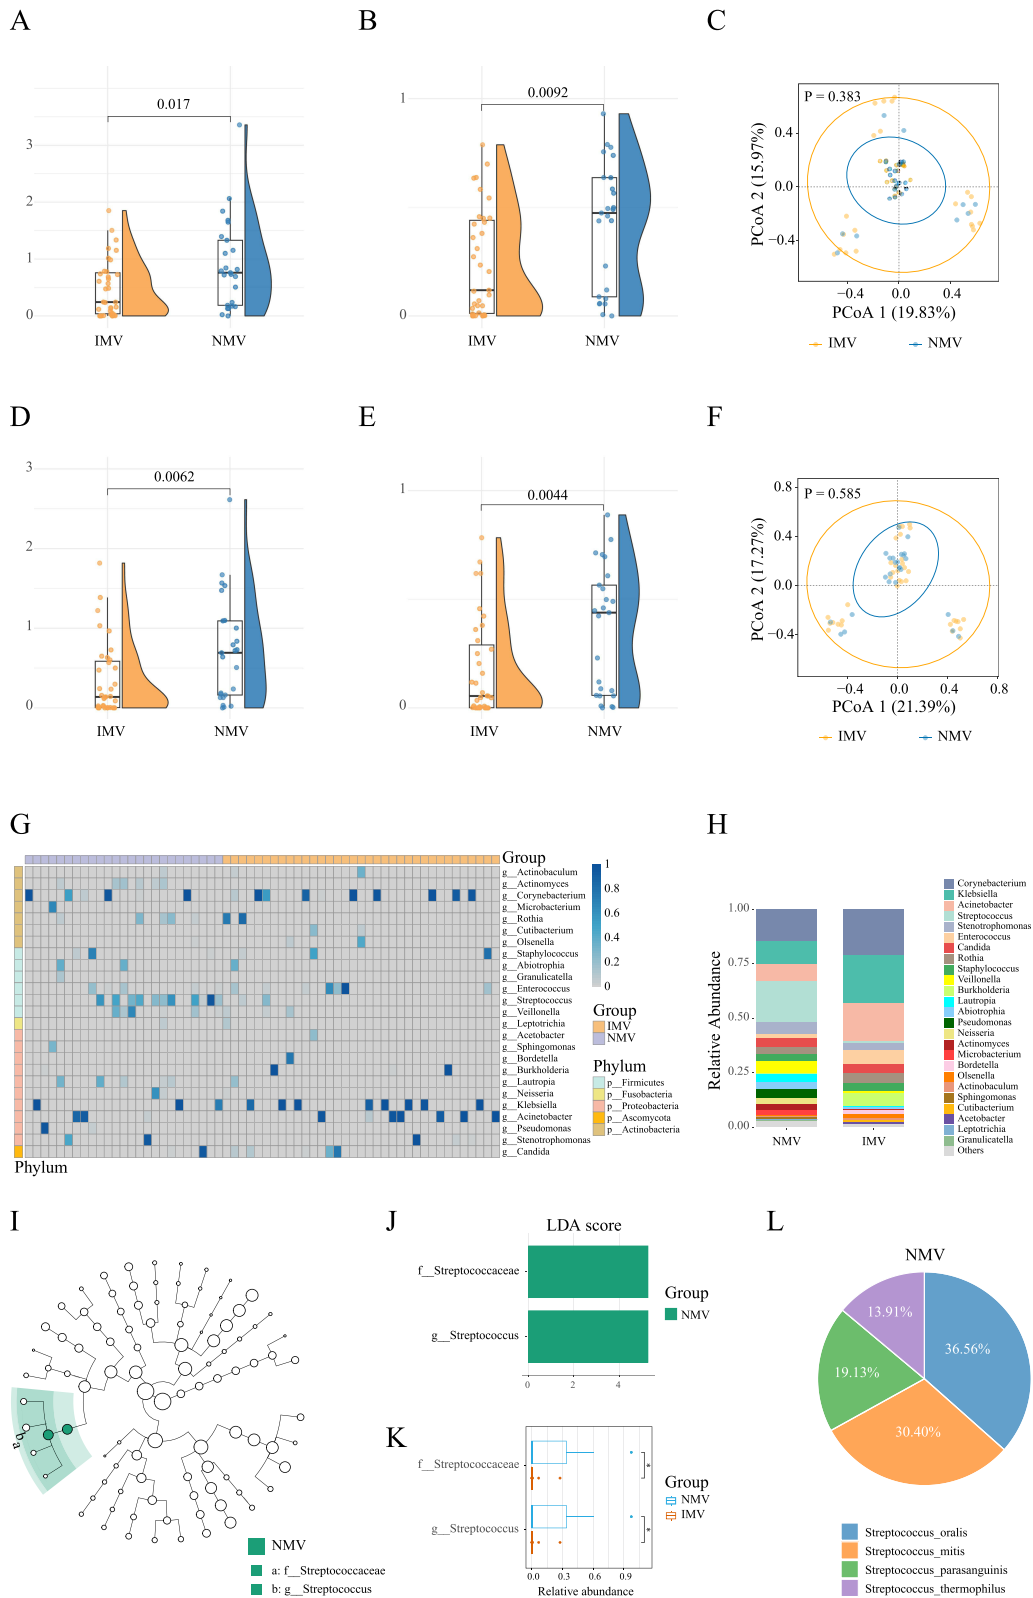 A
B
C
0.017
3
2
1
0
IMV
NMV
0.0092
1
0
IMV
NMV
P = 0.383
0.4
0.0
−0.4
PCoA 2 (15.97%)
−0.4
0.0
0.4
PCoA 1 (19.83%)
IMV
NMV
D
E
F
0.0062
3
2
1
0
IMV
NMV
0.0044
1
0
IMV
NMV
P = 0.585
0.8
0.4
0.0
−0.4
PCoA 2 (17.27%)
−0.4
0.0
0.4
0.8
PCoA 1 (21.39%)
IMV
NMV
G
Group
g__Actinobaculum
g__Actinomyces
g__Corynebacterium
g__Microbacterium
g__Rothia
g__Cutibacterium
g__Olsenella
g__Staphylococcus
g__Abiotrophia
g__Granulicatella
g__Enterococcus
g__Streptococcus
g__Veillonella
g__Leptotrichia
g__Acetobacter
g__Sphingomonas
g__Bordetella
g__Burkholderia
g__Lautropia
g__Neisseria
g__Klebsiella
g__Acinetobacter
g__Pseudomonas
g__Stenotrophomonas
g__Candida
Phylum
1
0.8
0.6
0.4
0.2
0
Group
IMV
NMV
Phylum
p__Firmicutes
p__Fusobacteria
p__Proteobacteria
p__Ascomycota
p__Actinobacteria
H
Relative Abundance
1.00
0.75
0.50
0.25
0.00
NMV
IMV
Corynebacterium
Klebsiella
Acinetobacter
Streptococcus
Stenotrophomonas
Enterococcus
Candida
Rothia
Staphylococcus
Veillonella
Burkholderia
Lautropia
Abiotrophia
Pseudomonas
Neisseria
Actinomyces
Microbacterium
Bordetella
Olsenella
Actinobaculum
Sphingomonas
Cutibacterium
Acetobacter
Leptotrichia
Granulicatella
Others
I
b
a
NMV
a: f__Streptococcaceae
b: g__Streptococcus
J
LDA score
f__Streptococcaceae
g__Streptococcus
0
2
4
Group
NMV
K
f__Streptococcaceae
g__Streptococcus
*
*
0.0
0.3
0.6
0.9
Relative abundance
Group
NMV
IMV
L
NMV
13.91%
36.56%
19.13%
30.40%
Streptococcus_oralis
Streptococcus_mitis
Streptococcus_parasanguinis
Streptococcus_thermophilus